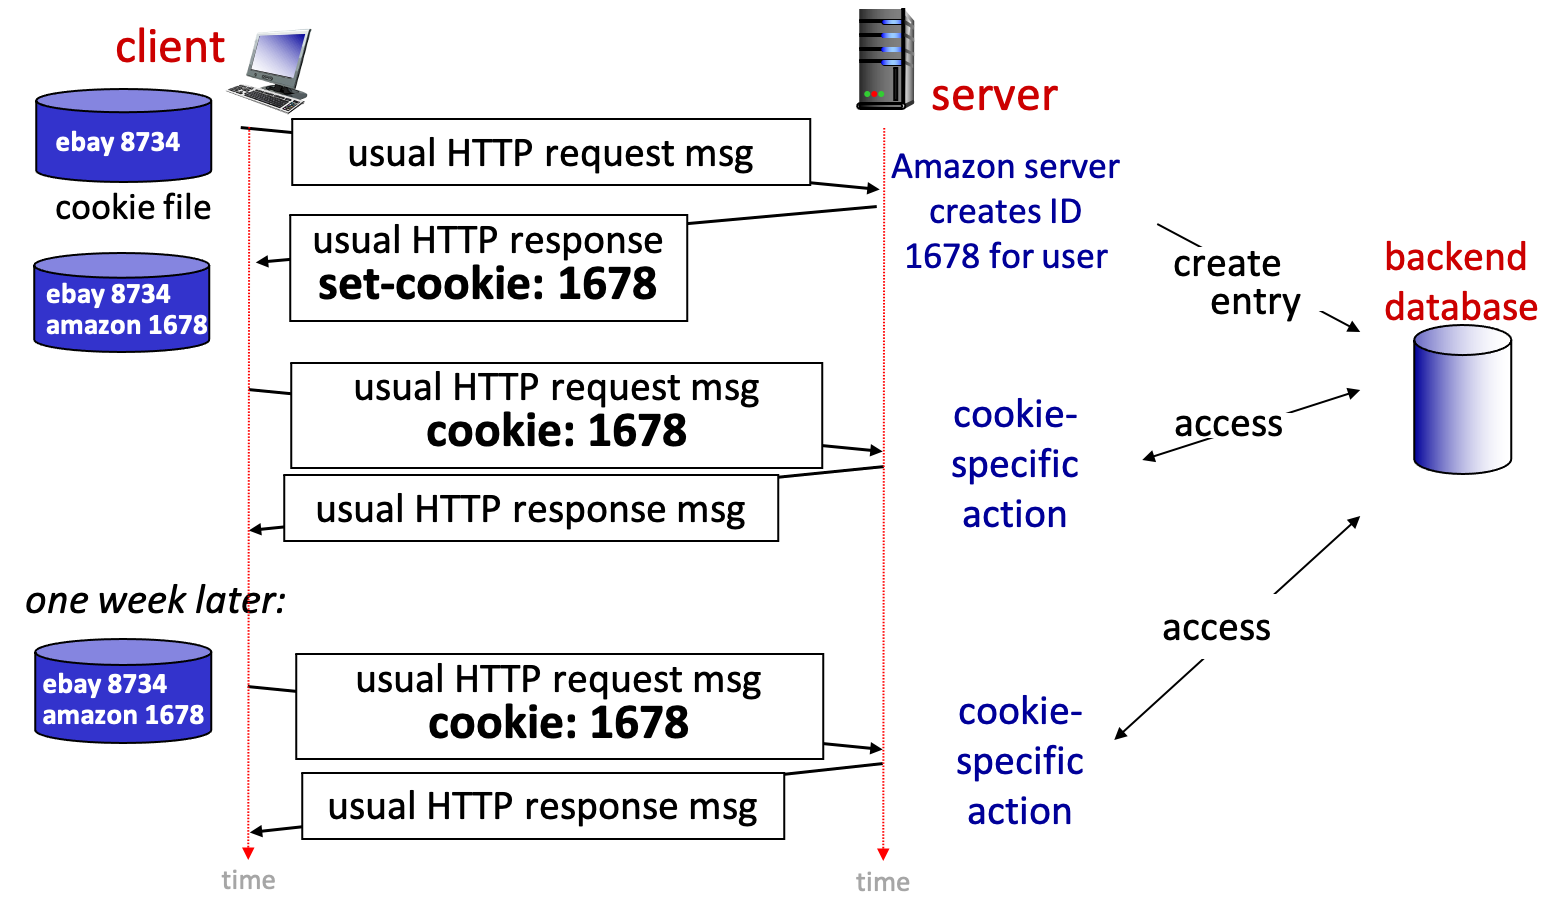 client
server
ebay 8734
cookie file
usual HTTP request msg
Amazon server
creates ID
1678 for user
usual HTTP response
set-cookie: 1678
create
entry
backend
database
ebay 8734
amazon 1678
usual HTTP request msg
cookie: 1678
cookie-
specific
action
access
usual HTTP response msg
one week later:
access
ebay 8734
amazon 1678
usual HTTP request msg
cookie: 1678
cookie-
specific
action
usual HTTP response msg
time
time